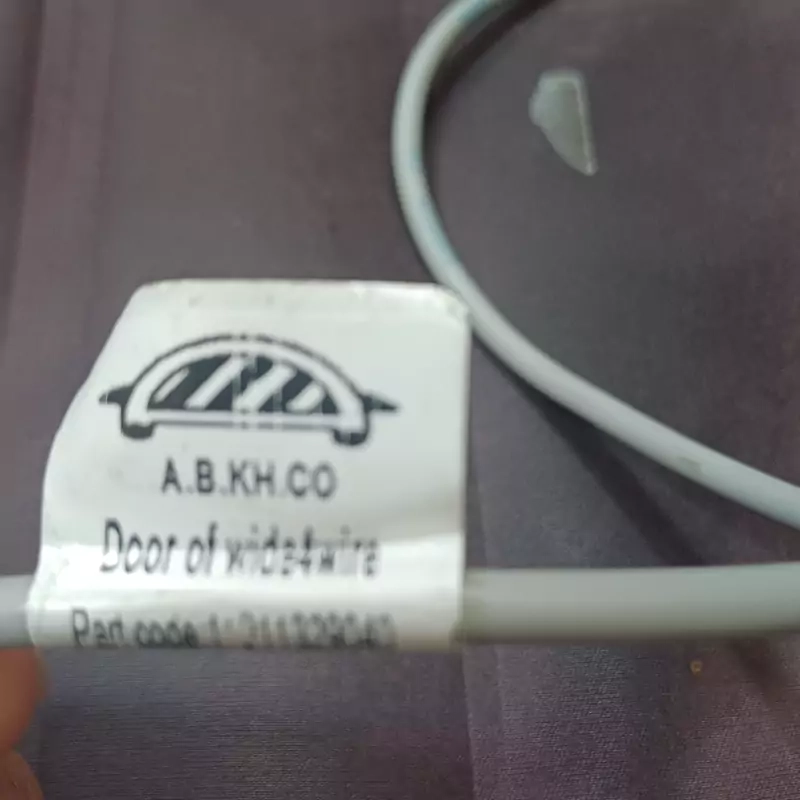 A.B.KH.CO
Door of wide4wire
Part code